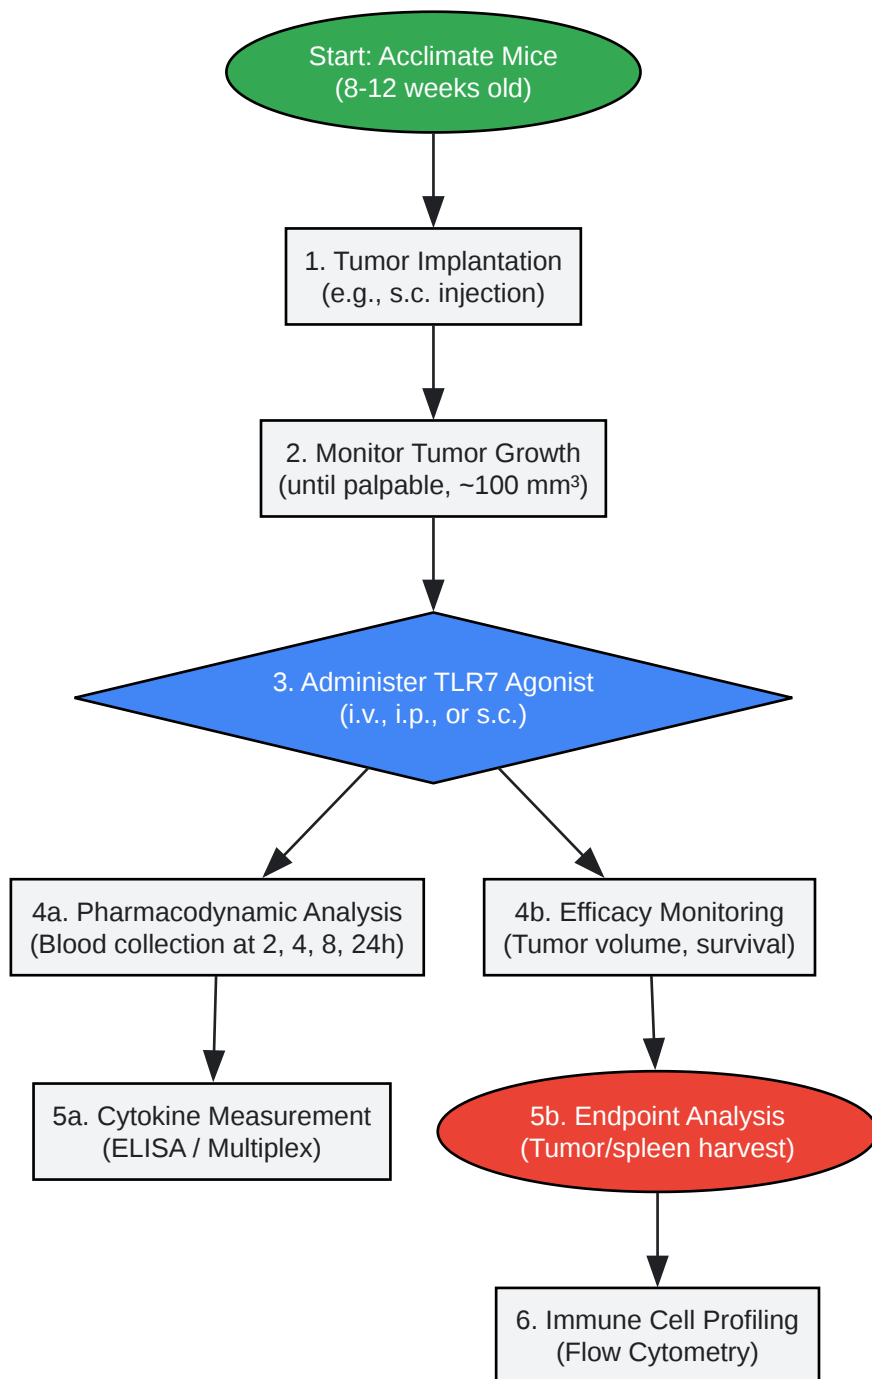 Start: Acclimate Mice
(8-12 weeks old)
1. Tumor Implantation
(e.g., s.c. injection)
2. Monitor Tumor Growth
(until palpable, ~100 mm³)
3. Administer TLR7 Agonist
(i.v., i.p., or s.c.)
4a. Pharmacodynamic Analysis
(Blood collection at 2, 4, 8, 24h)
4b. Efficacy Monitoring
(Tumor volume, survival)
5a. Cytokine Measurement
(ELISA / Multiplex)
5b. Endpoint Analysis
(Tumor/spleen harvest)
6. Immune Cell Profiling
(Flow Cytometry)